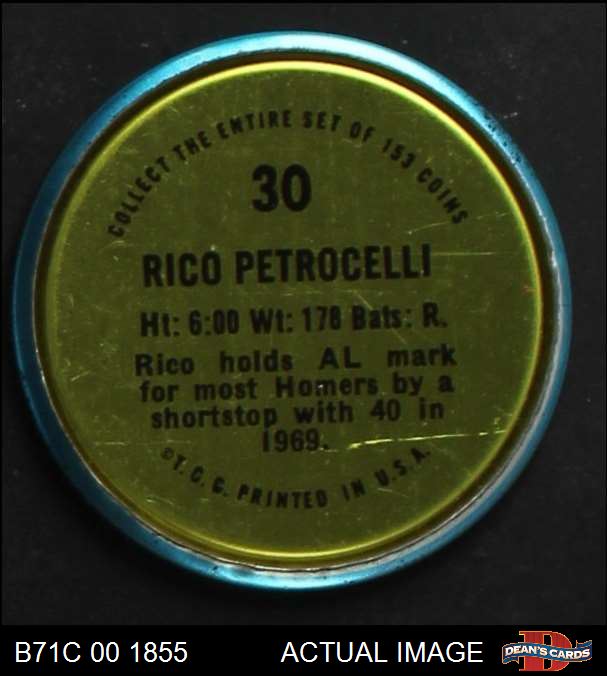 COLLECT THE ENTIRE SET OF 153 COINS
30
RICO PETROCELLI
Ht: 6:00 Wt: 178 Bats: R.
Rico holds AL mark
for most Homers by a
shortstop with 40 in
1969.
©T.C.G. PRINTED IN U.S.A.
B71C 00 1855 ACTUAL IMAGE
D
DEAN'S CARDS